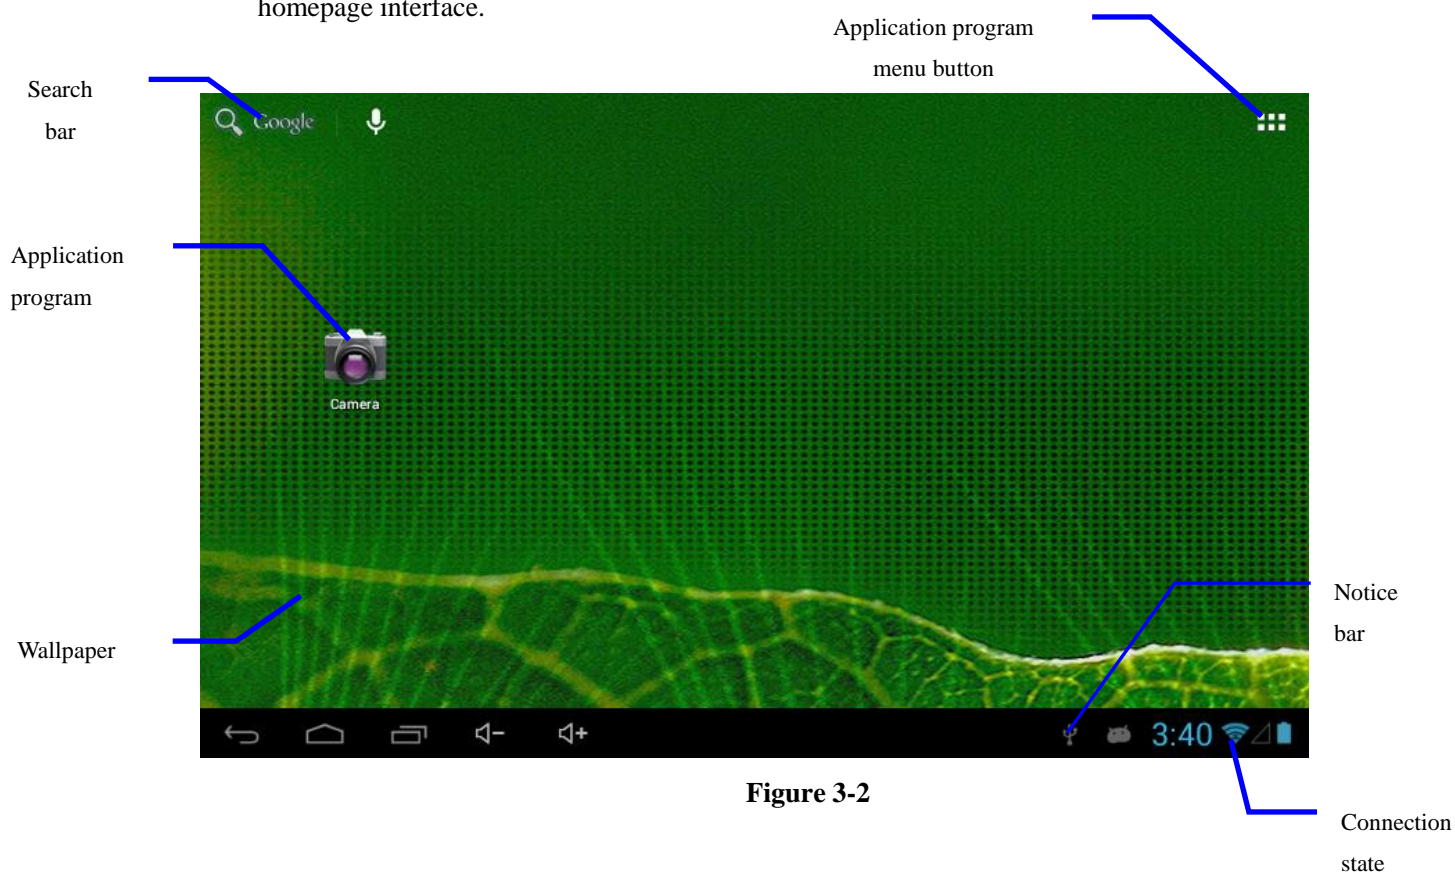 homepage interface.
Application program
menu button
Search
bar
Google
Application
program
Camera
Wallpaper
Notice
bar
3:40
Figure 3-2
Connection
state